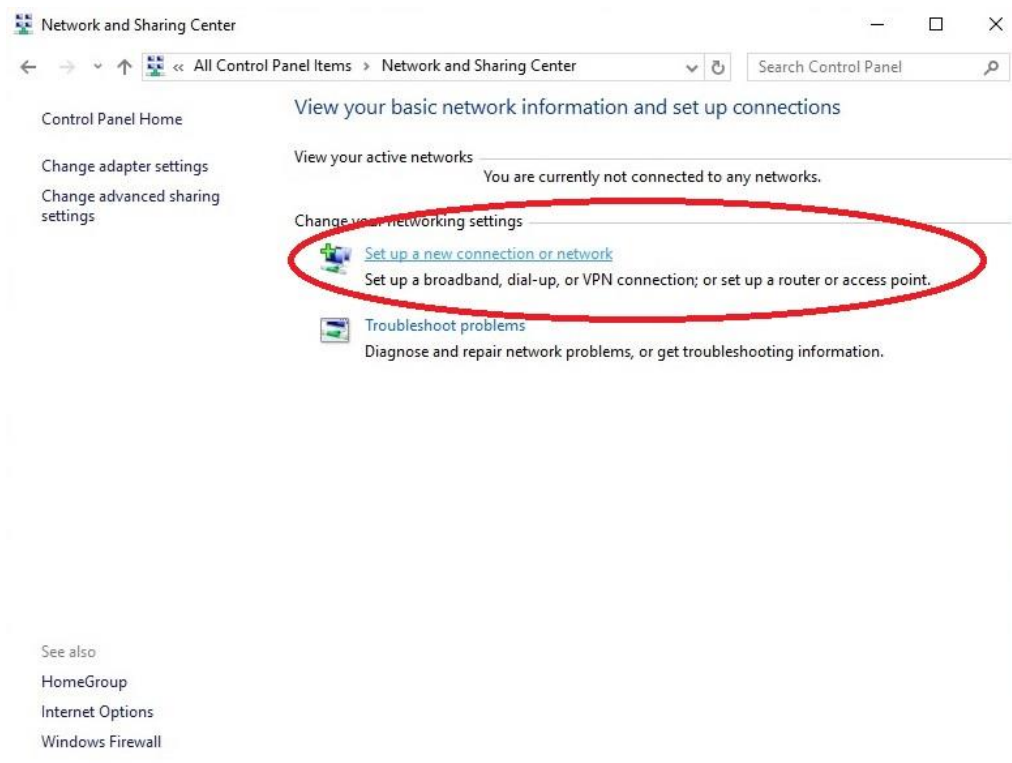 Network and Sharing Center
« All Control Panel Items > Network and Sharing Center
Search Control Panel
Control Panel Home
Change adapter settings
Change advanced sharing
settings
View your basic network information and set up connections
View your active networks
You are currently not connected to any networks.
Change your networking settings
Set up a new connection or network
Set up a broadband, dial-up, or VPN connection; or set up a router or access point.
Troubleshoot problems
Diagnose and repair network problems, or get troubleshooting information.
See also
HomeGroup
Internet Options
Windows Firewall